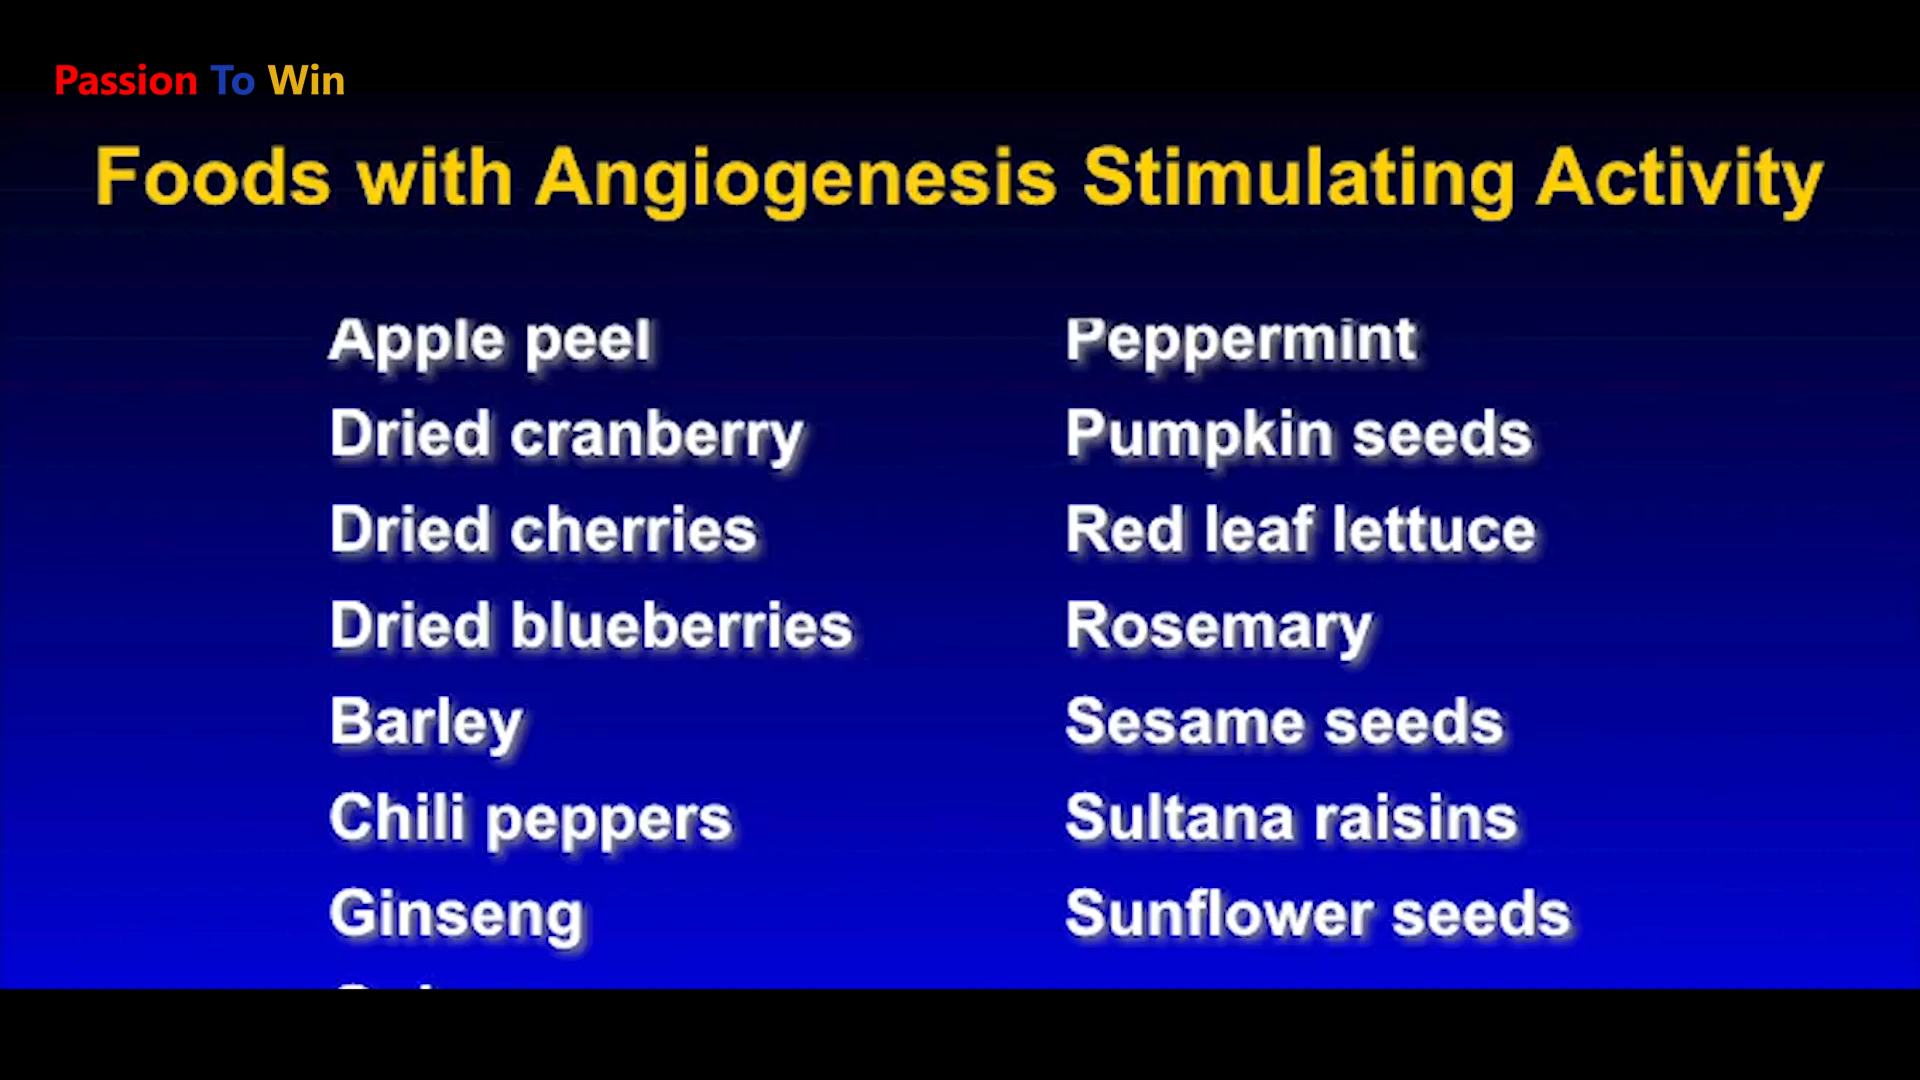 Passion To Win
Foods with Angiogenesis Stimulating Activity
Apple peel
Dried cranberry
Dried cherries
Dried blueberries
Barley
Chili peppers
Ginseng
Peppermint
Pumpkin seeds
Red leaf lettuce
Rosemary
Sesame seeds
Sultana raisins
Sunflower seeds